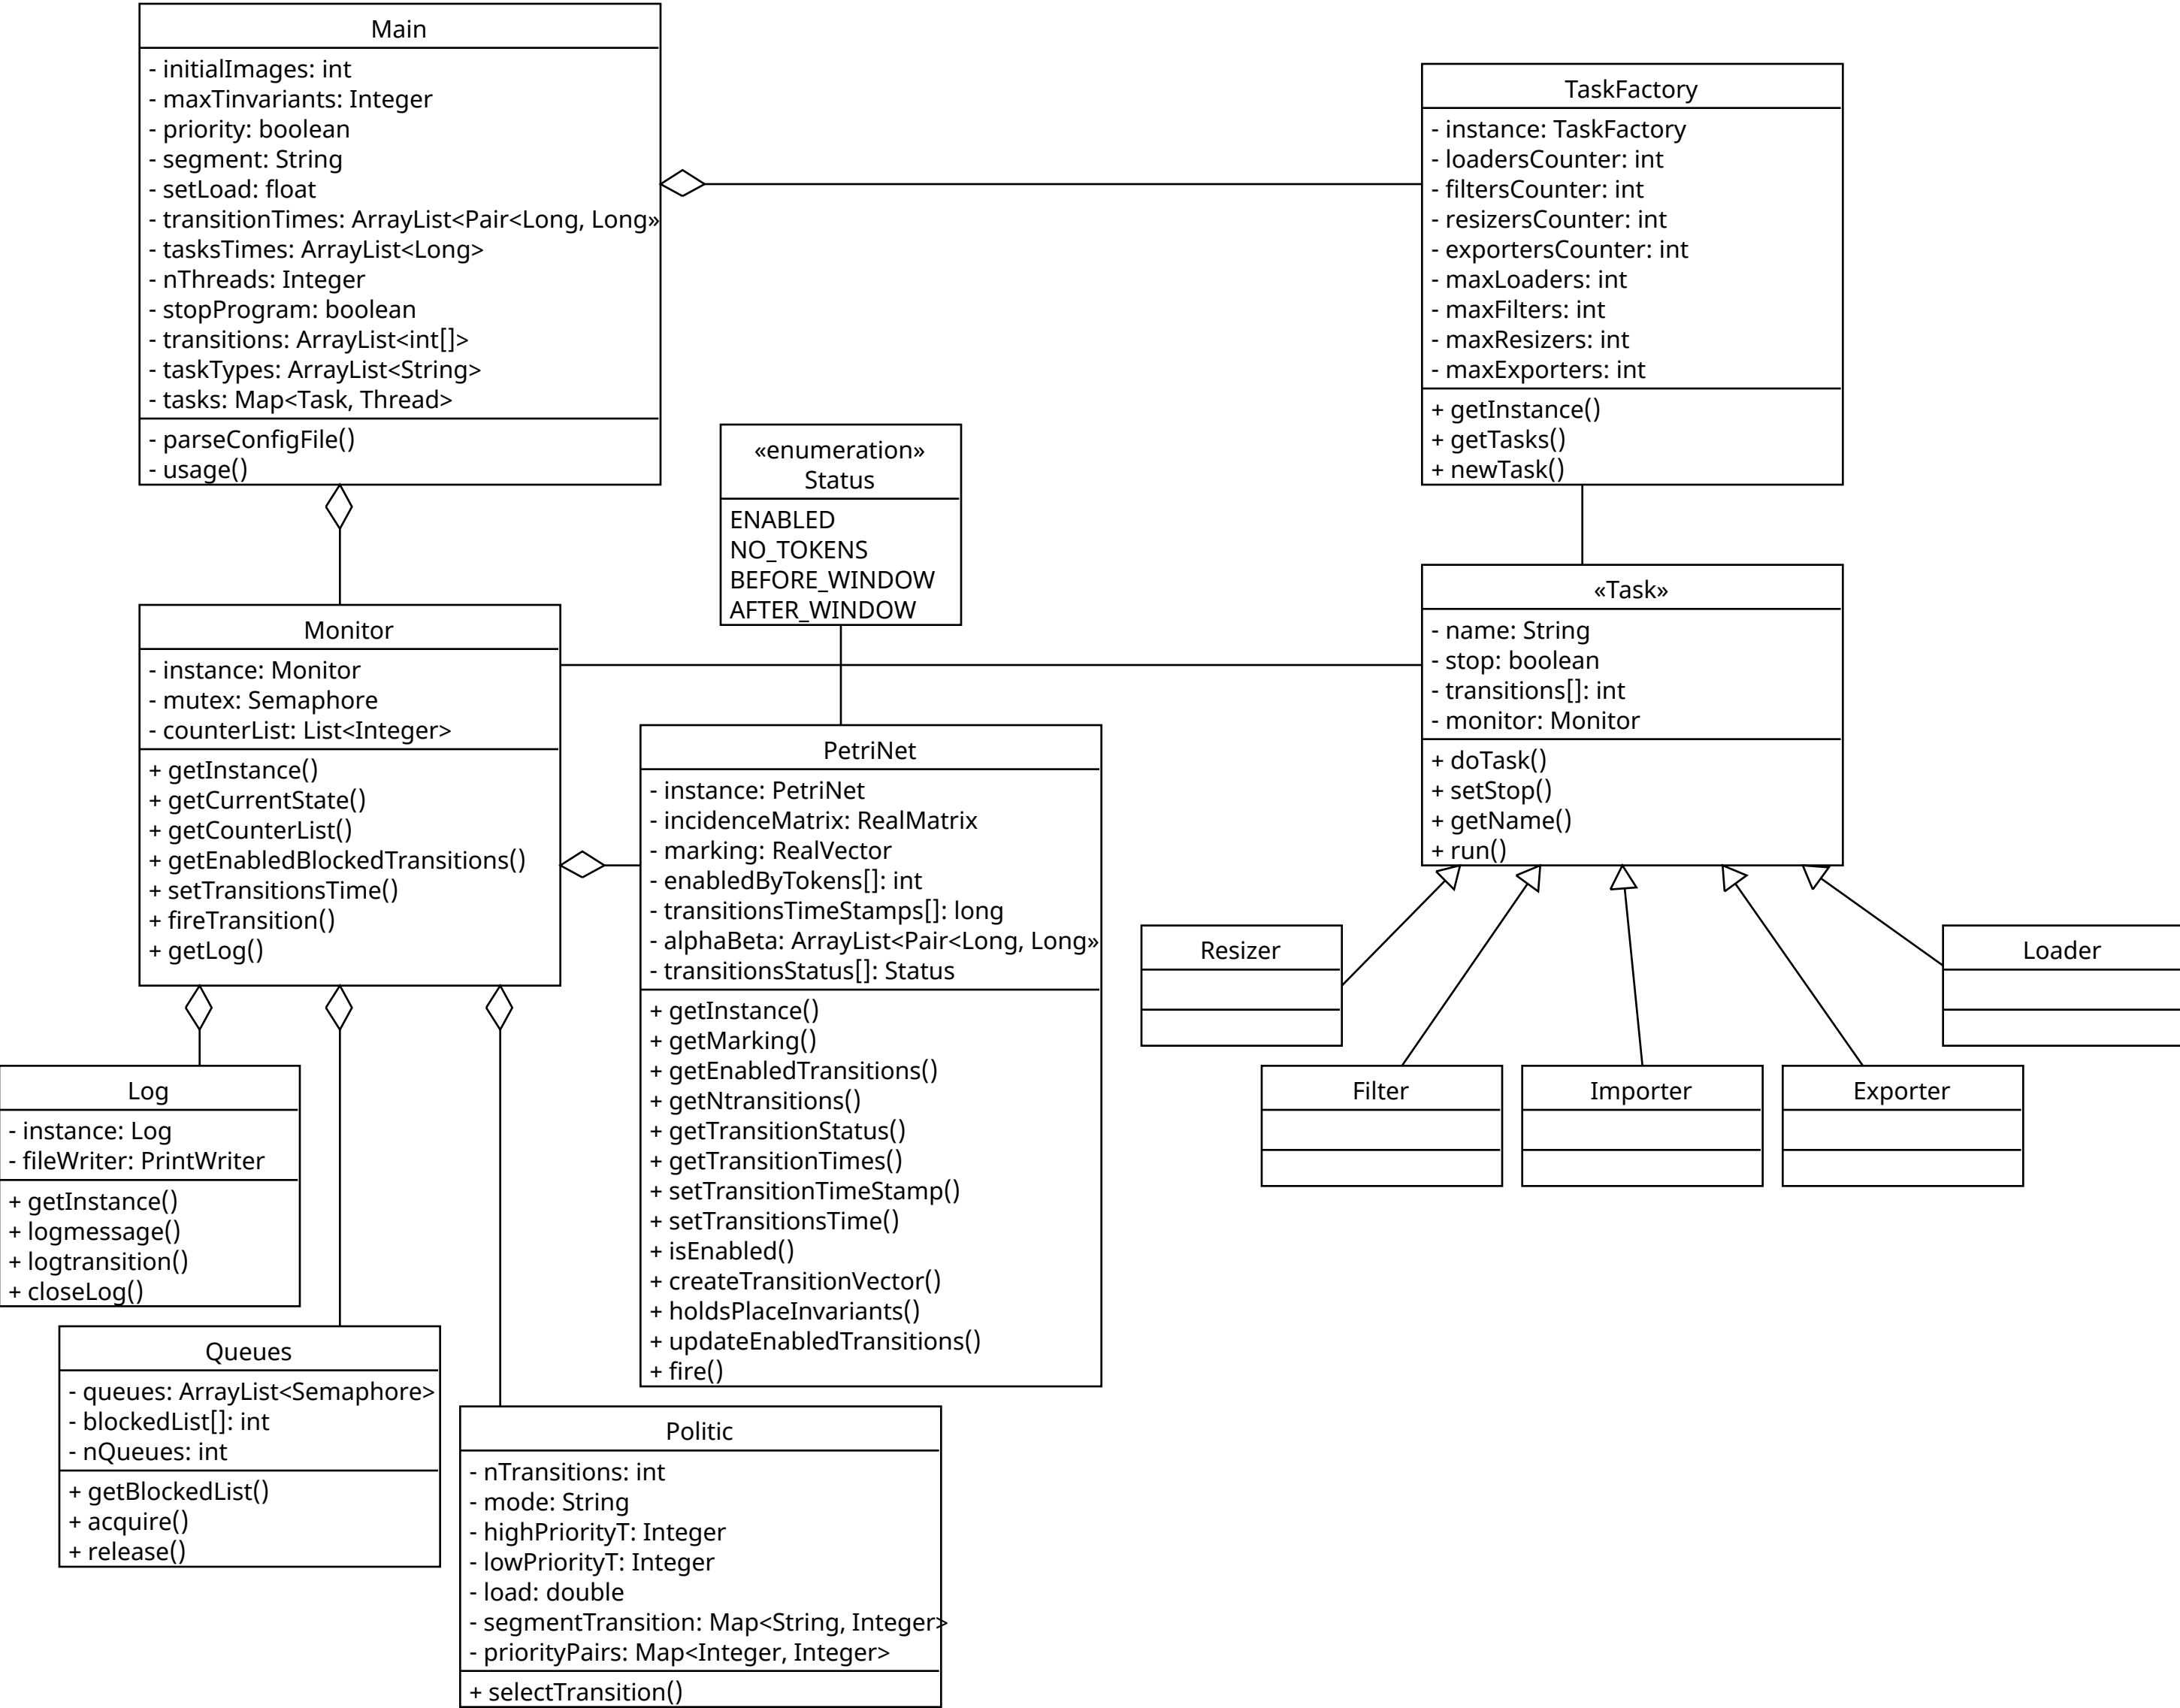 Main
- initialImages: int
- maxTinvariants: Integer
- priority: boolean
- segment: String
- setLoad: float
- transitionTimes: ArrayList<Pair<Long, Long»
- tasksTimes: ArrayList<Long>
- nThreads: Integer
- stopProgram: boolean
- transitions: ArrayList<int[]>
- taskTypes: ArrayList<String>
- tasks: Map<Task, Thread>
- parseConfigFile()
- usage()
TaskFactory
- instance: TaskFactory
- loadersCounter: int
- filtersCounter: int
- resizersCounter: int
- exportersCounter: int
- maxLoaders: int
- maxFilters: int
- maxResizers: int
- maxExporters: int
+ getInstance()
+ getTasks()
+ newTask()
«enumeration»
Status
ENABLED
NO_TOKENS
BEFORE_WINDOW
AFTER_WINDOW
«Task»
- name: String
- stop: boolean
- transitions[]: int
- monitor: Monitor
+ doTask()
+ setStop()
+ getName()
+ run()
Monitor
- instance: Monitor
- mutex: Semaphore
- counterList: List<Integer>
+ getInstance()
+ getCurrentState()
+ getCounterList()
+ getEnabledBlockedTransitions()
+ setTransitionsTime()
+ fireTransition()
+ getLog()
PetriNet
- instance: PetriNet
- incidenceMatrix: RealMatrix
- marking: RealVector
- enabledByTokens[]: int
- transitionsTimeStamps[]: long
- alphaBeta: ArrayList<Pair<Long, Long»
- transitionsStatus[]: Status
+ getInstance()
+ getMarking()
+ getEnabledTransitions()
+ getNtransitions()
+ getTransitionStatus()
+ getTransitionTimes()
+ setTransitionTimeStamp()
+ setTransitionsTime()
+ isEnabled()
+ createTransitionVector()
+ holdsPlaceInvariants()
+ updateEnabledTransitions()
+ fire()
Resizer
Loader
Filter
Importer
Exporter
Log
- instance: Log
- fileWriter: PrintWriter
+ getInstance()
+ logmessage()
+ logtransition()
+ closeLog()
Queues
- queues: ArrayList<Semaphore>
- blockedList[]: int
- nQueues: int
+ getBlockedList()
+ acquire()
+ release()
Politic
- nTransitions: int
- mode: String
- highPriorityT: Integer
- lowPriorityT: Integer
- load: double
- segmentTransition: Map<String, Integer>
- priorityPairs: Map<Integer, Integer>
+ selectTransition()